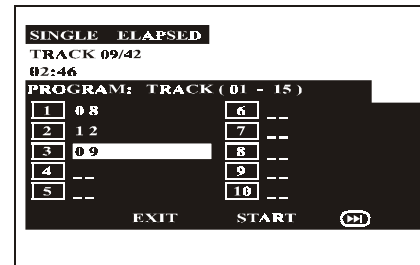 SINGLE ELAPSED
TRACK 09/42
02:46
PROGRAM: TRACK (01 - 15)
1 08 6 __
2 12 7 __
3 09 8 __
4 __ 9 __
5 __ 10 __
EXIT START